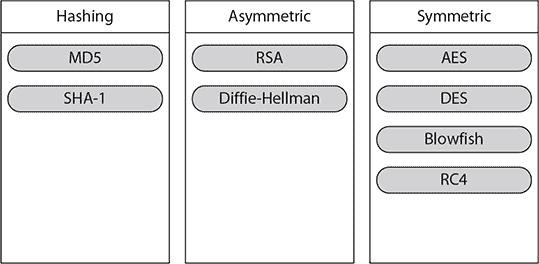 Hashing
MD5
SHA-1
Asymmetric
RSA
Diffie-Hellman
Symmetric
AES
DES
Blowfish
RC4